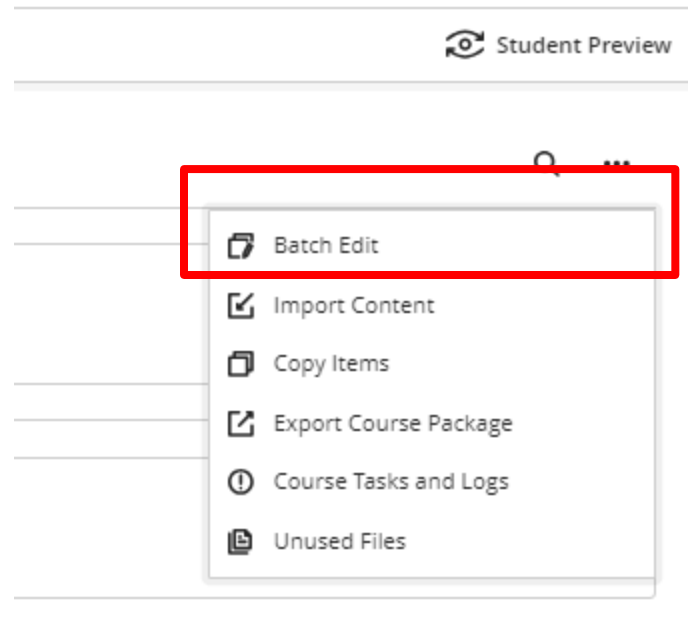 Student Preview
Batch Edit
Import Content
Copy Items
Export Course Package
Course Tasks and Logs
Unused Files